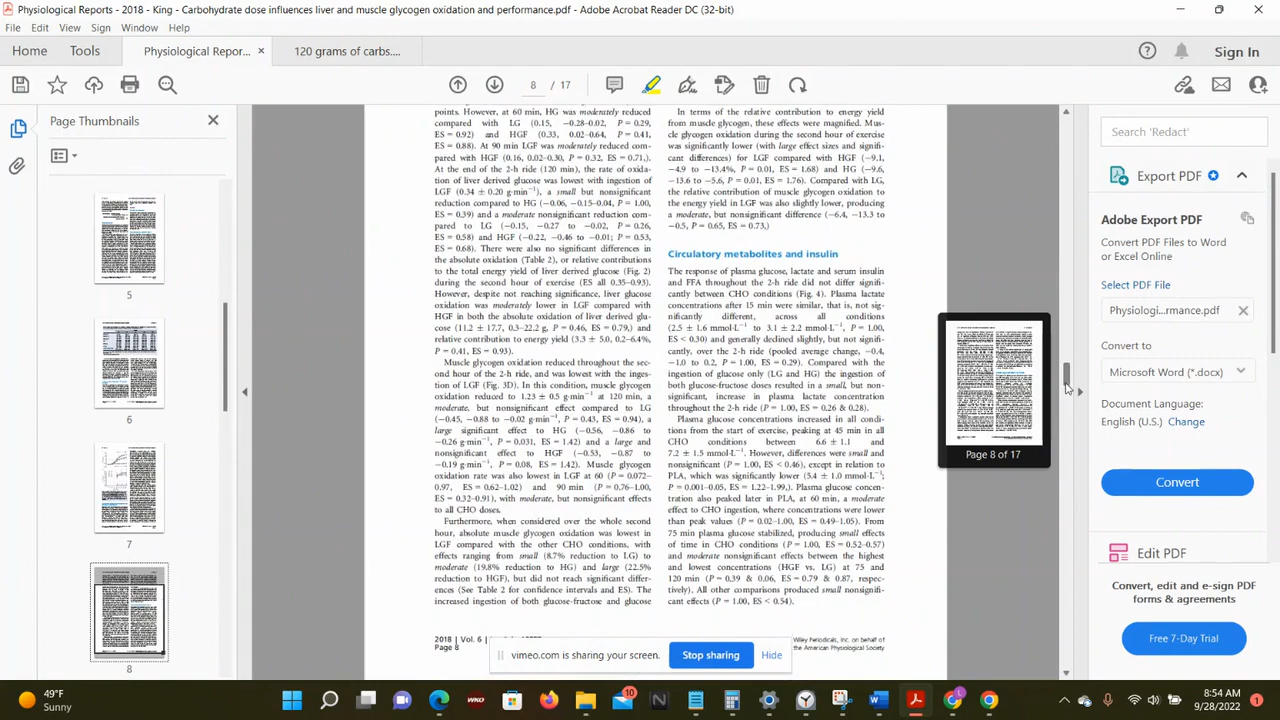 Physiological Reports - 2018 - King - Carbohydrate dose influences liver and muscle glycogen oxidation and performance.pdf - Adobe Acrobat Reader DC (32-bit)
File Edit View Sign Window Help
Home Tools Physiological Repor... × 120 grams of carbs.... Sign In
8 / 17
Page Thumbnails
5
6
7
8
points. However, at 60 min, HG was moderately reduced
compared with LG (0.15, -0.28-0.02, P = 0.29,
ES = 0.92) and HGF (0.33, 0.02-0.64, P = 0.41,
ES = 0.88). At 90 min LGF was moderately reduced com-
pared with HGF (0.16, 0.02-0.30, P = 0.32, ES = 0.71,).
At the end of the 2-h ride (120 min), the rate of oxida-
tion of liver derived glucose was lowest with ingestion of
LGF (0.34 ± 0.20 g·min⁻¹), a small but nonsignificant
reduction compared to HG (-0.06, -0.15-0.04, P = 1.00,
ES = 0.39) and a moderate nonsignificant reduction com-
pared to LG (-0.15, -0.27 to -0.02, P = 0.26,
ES = 0.58) and HGF (-0.22, -0.46 to -0.01; P = 0.53,
ES = 0.68). There were also no significant differences in
the absolute oxidation (Table 2), or relative contributions
to the total energy yield of liver derived glucose (Fig. 2)
during the second hour of exercise (ES all 0.35-0.93).
However, despite not reaching significance, liver glucose
oxidation was moderately lower in LGF compared with
HGF in both the absolute oxidation of liver derived glu-
cose (11.2 ± 17.7, 0.3-22.2 g, P = 0.46, ES = 0.79,) and
relative contribution to energy yield (3.3 ± 5.0, 0.2-6.4%,
P = 0.41, ES = 0.93).
Muscle glycogen oxidation reduced throughout the sec-
ond hour of the 2-h ride, and was lowest with the inges-
tion of LGF (Fig. 3D). In this condition, muscle glycogen
oxidation reduced to 1.23 ± 0.5 g·min⁻¹ at 120 min, a
moderate, but nonsignificant effect compared to LG
(-0.45, -0.88 to -0.02 g·min⁻¹, P = 0.43, ES = 0.94), a
large significant effect to HG (-0.56, -0.86 to
-0.26 g·min⁻¹, P = 0.031, ES = 1.42) and a large and
nonsignificant effect to HGF (-0.53, -0.87 to
-0.19 g·min⁻¹, P = 0.08, ES = 1.42). Muscle glycogen
oxidation rate was also lowest in LGF at 60 (P = 0.072-
0.97, ES = 0.62-1.02) and 90 min (P = 0.76-1.00,
ES = 0.32-0.91), with moderate, but nonsignificant effects
to all CHO doses.
Furthermore, when considered over the whole second
hour, absolute muscle glycogen oxidation was lowest in
LGF compared with the other CHO conditions, with
effects ranging from small (8.7% reduction to LG) to
moderate (19.8% reduction to HG) and large (22.5%
reduction to HGF), but did not reach significant differ-
ences (See Table 2 for confidence intervals and ES). The
increased ingestion of both glucose-fructose and glucose
2018 | Vol. 6
Page 8
In terms of the relative contribution to energy yield
from muscle glycogen, these effects were magnified. Mus-
cle glycogen oxidation during the second hour of exercise
was significantly lower (with large effect sizes and signifi-
cant differences) for LGF compared with HGF (-9.1,
-4.9 to -13.4%, P = 0.01, ES = 1.68) and HG (-9.6,
-13.6 to -5.6, P = 0.01, ES = 1.76). Compared with LG,
the relative contribution of muscle glycogen oxidation to
the energy yield in LGF was also slightly lower, producing
a moderate, but nonsignificant difference (-6.4, -13.3 to
-0.5, P = 0.65, ES = 0.73,)
Circulatory metabolites and insulin
The response of plasma glucose, lactate and serum insulin
and FFA throughout the 2-h ride did not differ signifi-
cantly between CHO conditions (Fig. 4). Plasma lactate
concentrations after 15 min were similar, that is, not sig-
nificantly different, across all conditions
(2.5 ± 1.6 mmol·L⁻¹ to 3.1 ± 2.2 mmol·L⁻¹, P = 1.00,
ES < 0.30) and generally declined slightly, but nonsignifi-
cantly, over the 2-h ride (pooled average change, -0.4,
-1.0 to 0.2, P = 1.00, ES = 0.29). Compared with the
ingestion of glucose only (LG and HG) the ingestion of
both glucose-fructose doses resulted in a small, but non-
significant, increase in plasma lactate concentration
throughout the 2-h ride (P = 1.00, ES = 0.26 & 0.28).
Plasma glucose concentrations increased in all condi-
tions from the start of exercise, peaking at 45 min in all
CHO conditions between 6.6 ± 1.1 and
7.2 ± 1.5 mmol·L⁻¹. However, differences were small and
nonsignificant (P = 1.00, ES < 0.46), except in relation to
PLA, which was significantly lower (5.4 ± 1.0 mmol·L⁻¹;
P = 0.001-0.05, ES = 1.22-1.99,). Plasma glucose concen-
tration also peaked later in PLA, at 60 min, a moderate
effect to CHO ingestion, where concentrations were lower
than peak values (P = 0.02-1.00, ES = 0.49-1.05). From
75 min plasma glucose stabilized, producing small effects
of time in CHO conditions (P = 1.00, ES = 0.52-0.57)
and moderate nonsignificant effects between the highest
and lowest concentrations (HGF vs. LG) at 75 and
120 min (P = 0.39 & 0.06, ES = 0.79 & 0.87, respec-
tively). All other comparisons produced small nonsignifi-
cant effects (P = 1.00, ES < 0.54).
Wiley Periodicals, Inc. on behalf of
the American Physiological Society
Page 8 of 17
Search 'Redact'
Export PDF
Adobe Export PDF
Convert PDF Files to Word
or Excel Online
Select PDF File
Physiologi...rmance.pdf
Convert to
Microsoft Word (*.docx)
Document Language:
English (U.S.) Change
Convert
Edit PDF
Convert, edit and e-sign PDF
forms & agreements
Free 7-Day Trial
vimeo.com is sharing your screen. Stop sharing Hide
49°F
Sunny
WKO
10
N
W
L
8:54 AM
9/28/2022
1